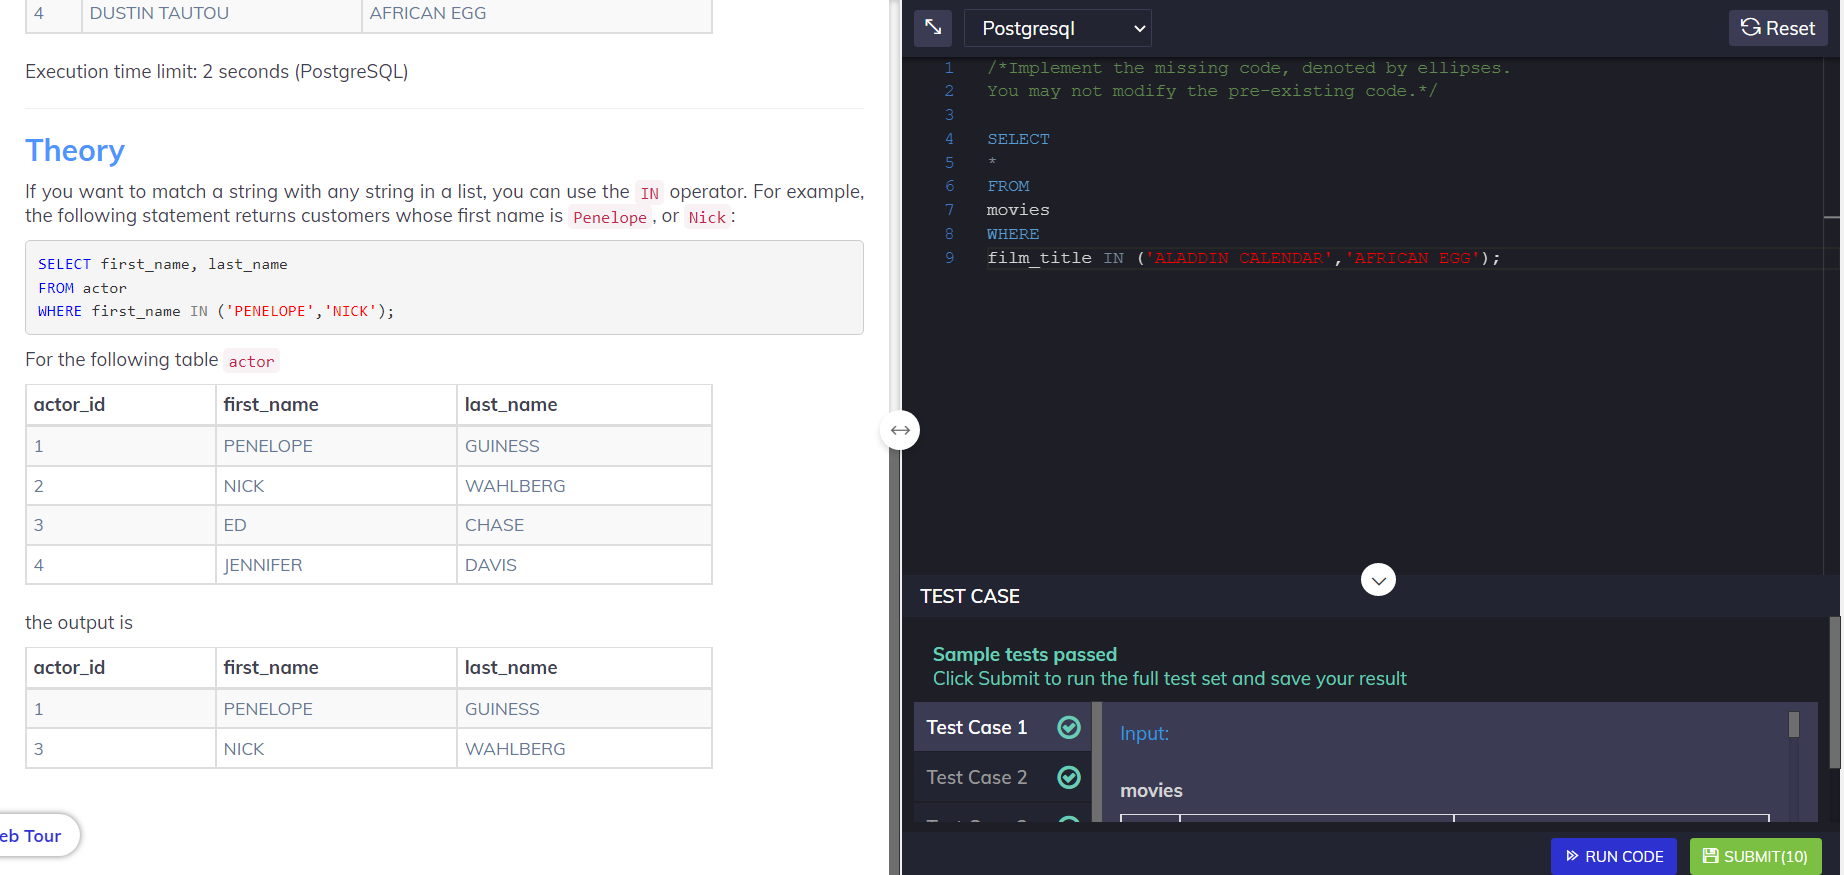 4 DUSTIN TAUTOU AFRICAN EGG
Execution time limit: 2 seconds (PostgreSQL)
Theory
If you want to match a string with any string in a list, you can use the IN operator. For example,
the following statement returns customers whose first name is Penelope, or Nick:
SELECT first_name, last_name
FROM actor
WHERE first_name IN ('PENELOPE','NICK');
For the following table actor
actor_id first_name last_name
1 PENELOPE GUINESS
2 NICK WAHLBERG
3 ED CHASE
4 JENNIFER DAVIS
the output is
actor_id first_name last_name
1 PENELOPE GUINESS
3 NICK WAHLBERG
eb Tour
Postgresql Reset
1 /*Implement the missing code, denoted by ellipses.
2 You may not modify the pre-existing code.*/
3
4 SELECT
5 *
6 FROM
7 movies
8 WHERE
9 film_title IN ('ALADDIN CALENDAR','AFRICAN EGG');
TEST CASE
Sample tests passed
Click Submit to run the full test set and save your result
Test Case 1
Test Case 2
Input:
movies
RUN CODE SUBMIT(10)